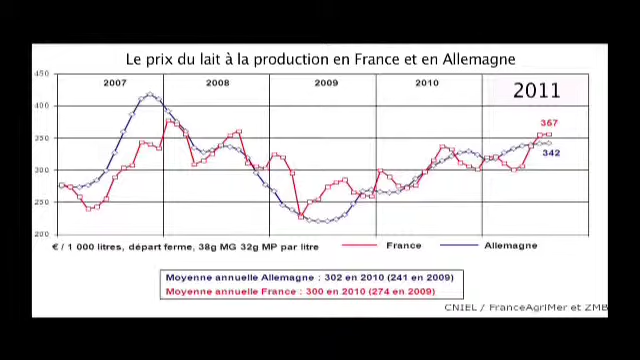 Le prix du lait à la production en France et en Allemagne
450
2007
2008
2009
2010
2011
400
367
350
342
300
250
200
€ / 1 000 litres, départ ferme, 38g MG 32g MP par litre
France
Allemagne
Moyenne annuelle Allemagne : 302 en 2010 (241 en 2009)
Moyenne annuelle France : 300 en 2010 (274 en 2009)
CNIEL / FranceAgriMer et ZMB